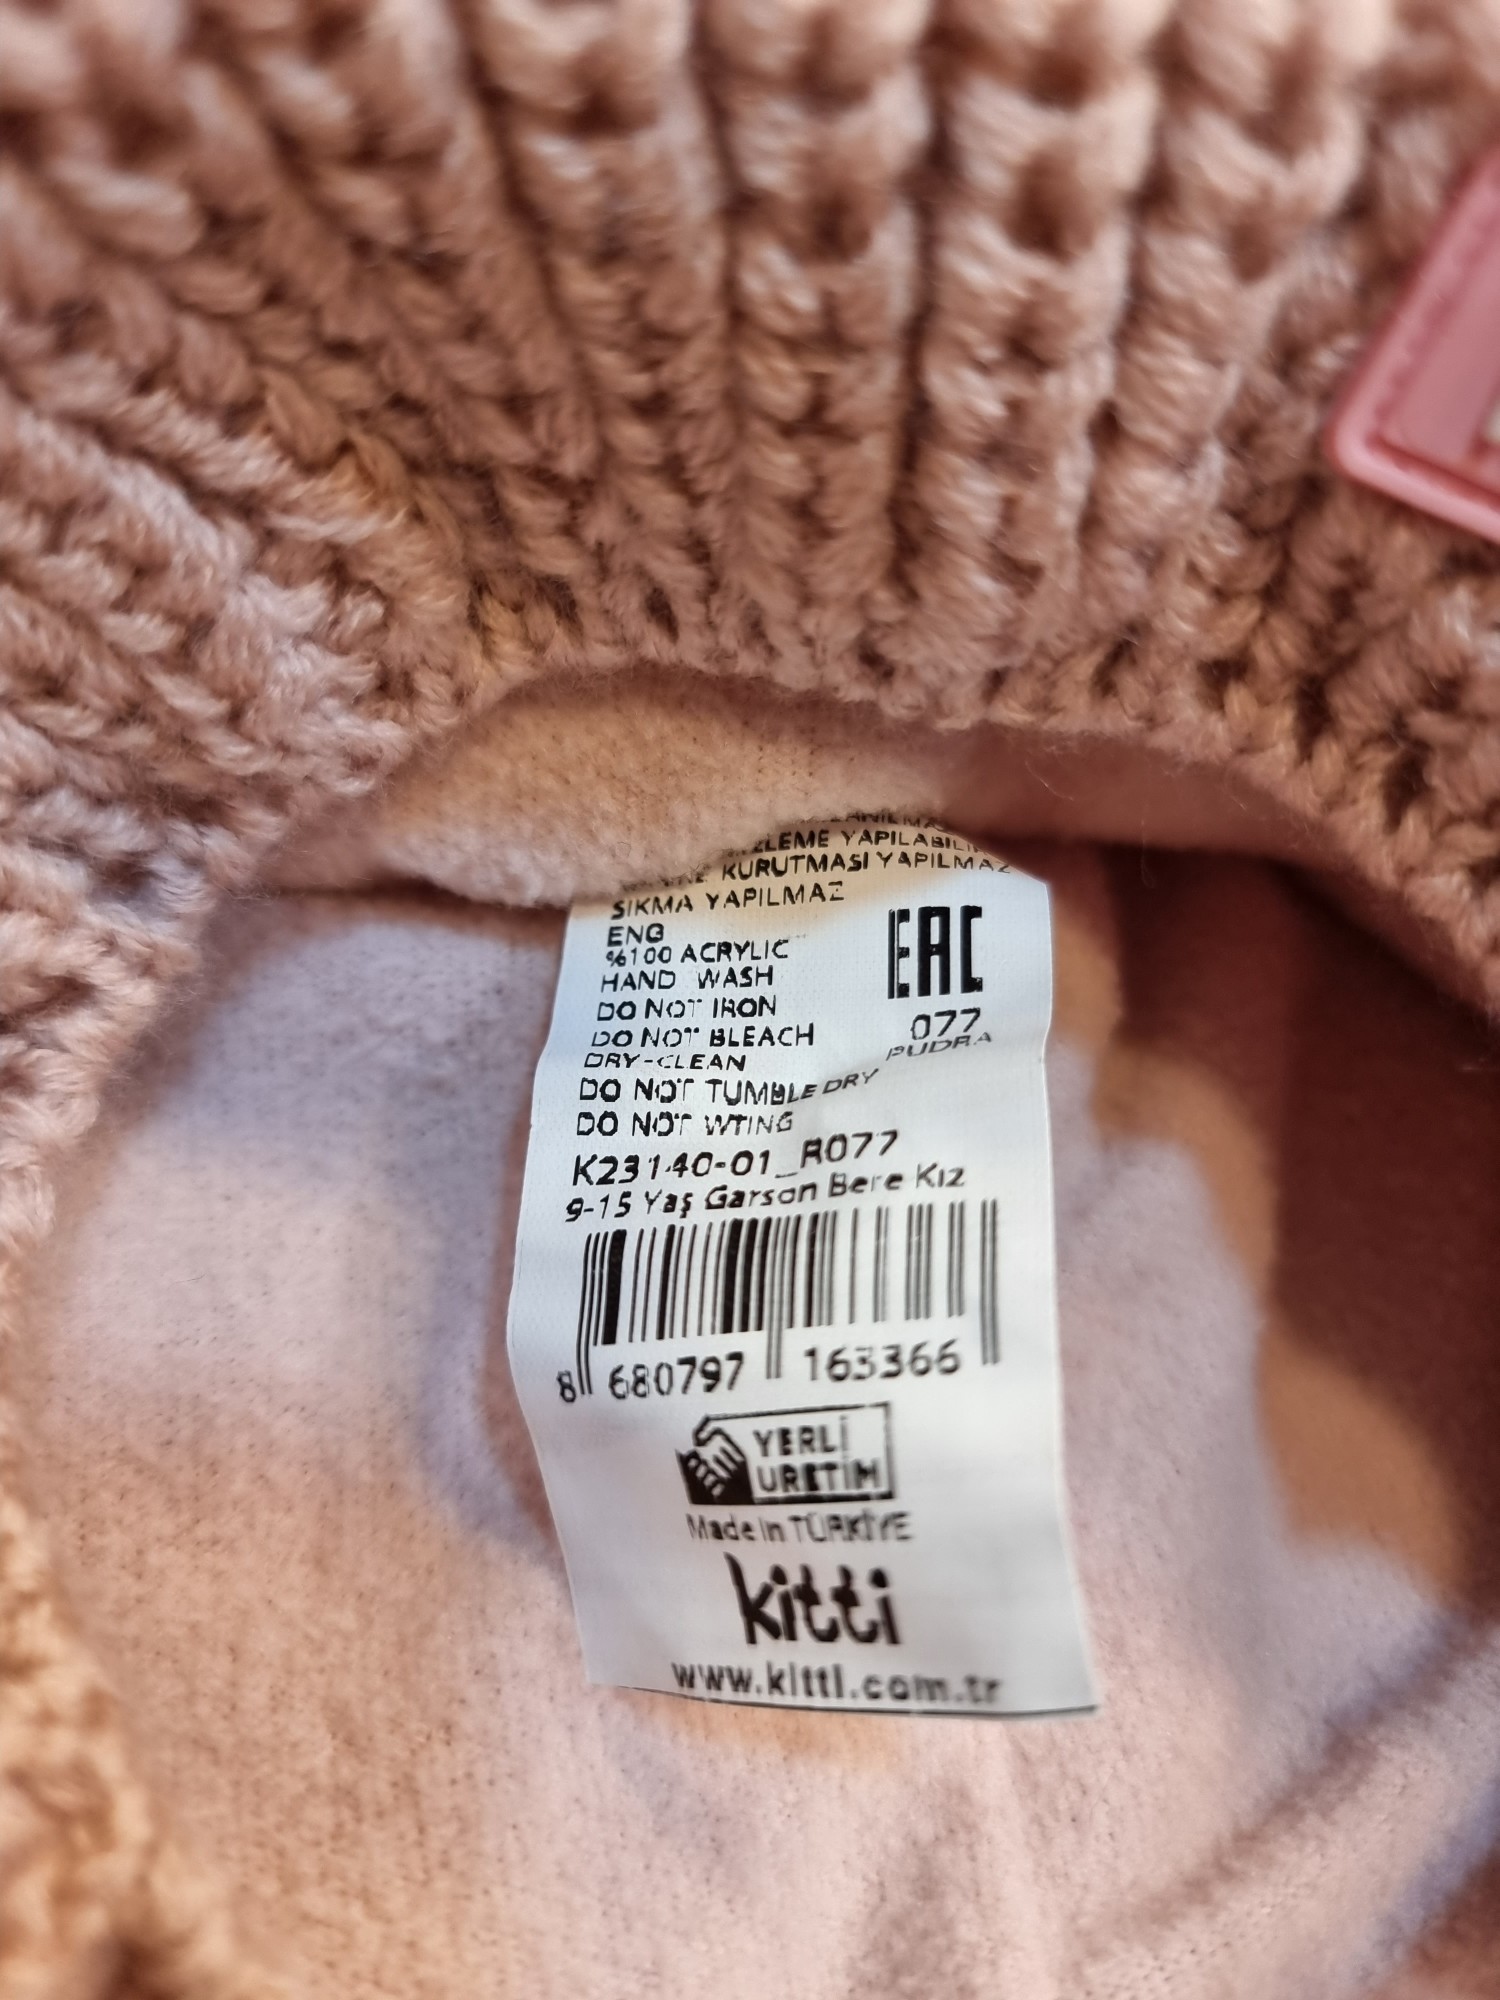 YAPILABİLİR
KURUTMASI YAPILMAZ
SIKMA YAPILMAZ
ENG
%100 ACRYLIC
HAND WASH
DO NOT IRON
DO NOT BLEACH
DRY-CLEAN
DO NOT TUMBLE DRY
DO NOT WTING
EAC
077
PUDRA
K23140-01_R077
9-15 Yaş Garson Bere Kız
8 680797 163366
YERLİ
ÜRETİM
Made in TÜRKİYE
kitti
www.kitti.com.tr